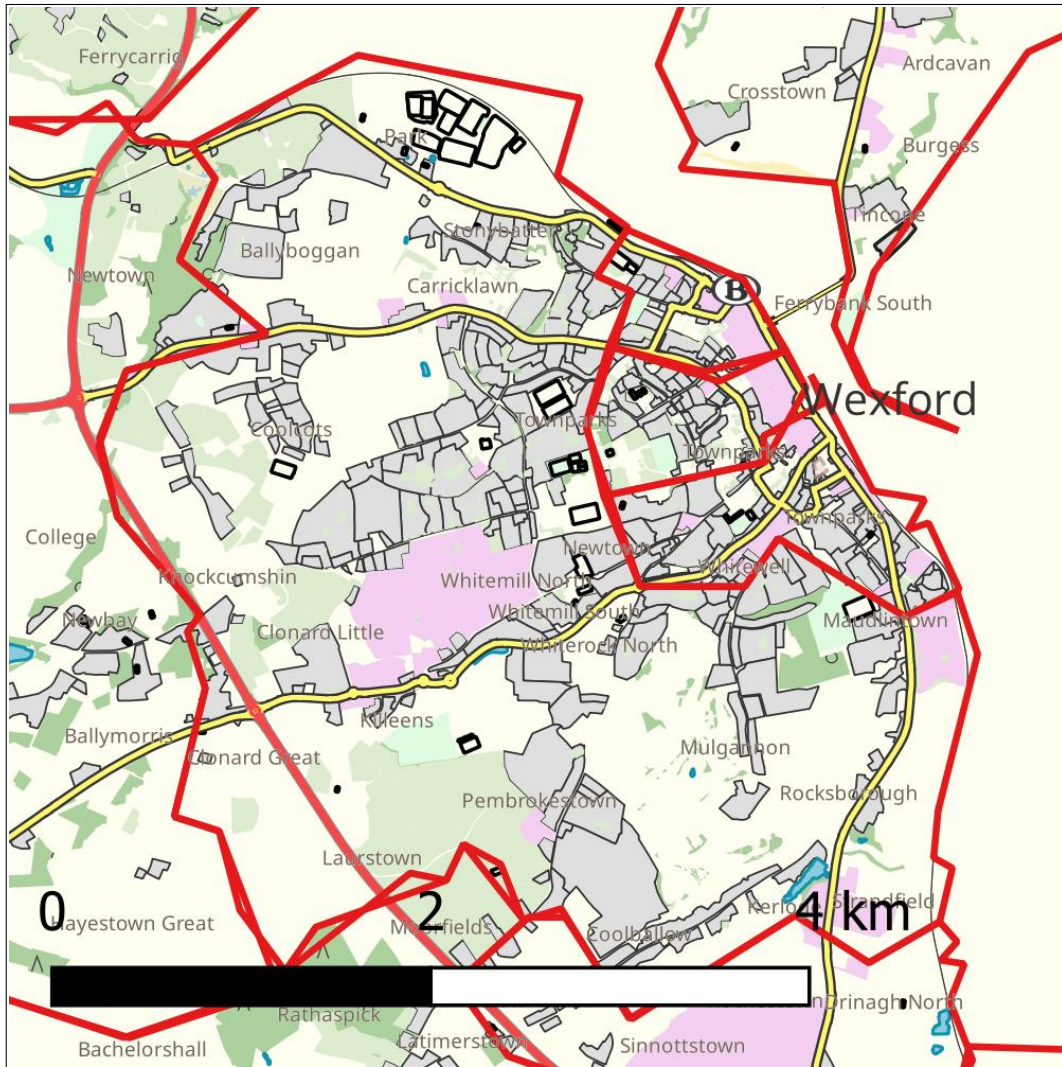 Ferrycarrig
Ardcavan
Crosstown
Park
Burgess
Tincone
Stonybatter
Ballyboggan
Newtown
Carricklawn
B
Ferrybank South
Wexford
Townparks
Coolcots
Townparks
Townparks
College
Newtown
Whitewell
Knockcumshin
Whitemill North
Newbay
Whitemill South
Maudlintown
Clonard Little
Whiterock North
Killeens
Ballymorris
Mulgannon
Clonard Great
Pembrokestown
Rocksborough
Laurstown
0
2
4 km
Hayestown Great
Moorfields
Kerloge
Strandfield
Coolballow
Drinagh North
Rathaspick
Bachelorshall
Latimerstown
Sinnottstown